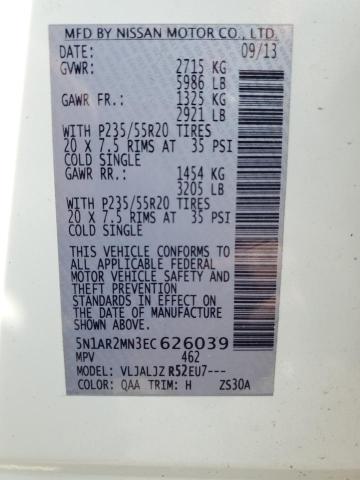 MFD BY NISSAN MOTOR CO., LTD.
DATE: 09/13
GVWR: 2715 KG
5986 LB
GAWR FR.: 1325 KG
2921 LB
WITH P235/55R20 TIRES
20 X 7.5 RIMS AT 35 PSI
COLD SINGLE
GAWR RR.: 1454 KG
3205 LB
WITH P235/55R20 TIRES
20 X 7.5 RIMS AT 35 PSI
COLD SINGLE
THIS VEHICLE CONFORMS TO
ALL APPLICABLE FEDERAL
MOTOR VEHICLE SAFETY AND
THEFT PREVENTION
STANDARDS IN EFFECT ON
THE DATE OF MANUFACTURE
SHOWN ABOVE.
5N1AR2MN3EC626039
MPV 462
MODEL: VLJALJZ R52EU7---
COLOR: QAA TRIM: H ZS30A